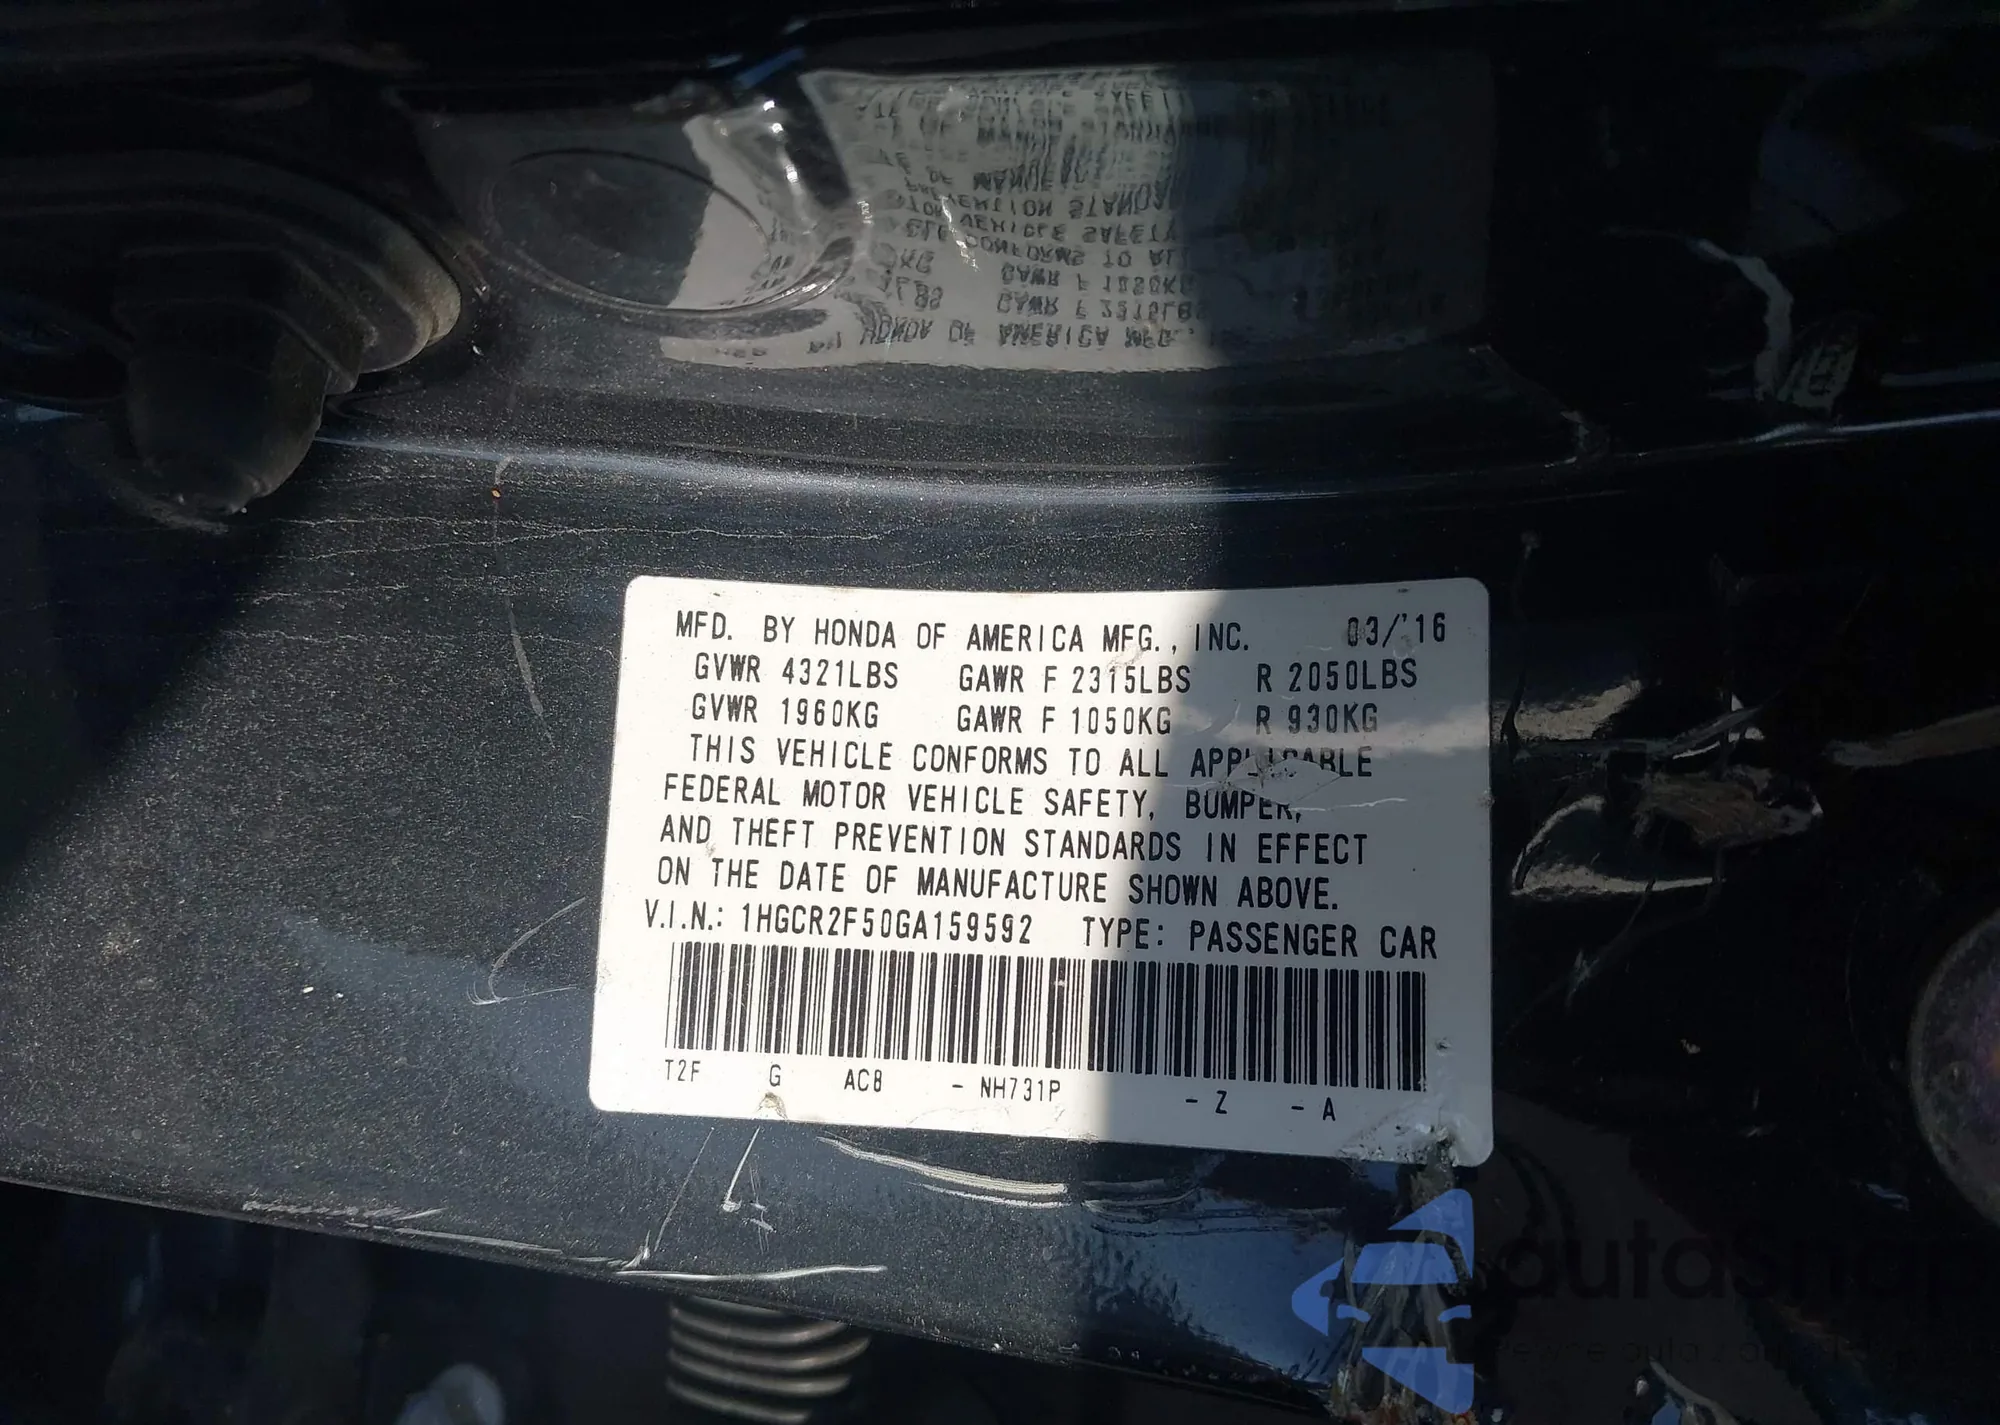 MFD. BY HONDA OF AMERICA MFG., INC. 03/'16
GVWR 4321LBS GAWR F 2315LBS R 2050LBS
GVWR 1960KG GAWR F 1050KG R 930KG
THIS VEHICLE CONFORMS TO ALL APPLICABLE
FEDERAL MOTOR VEHICLE SAFETY, BUMPER,
AND THEFT PREVENTION STANDARDS IN EFFECT
ON THE DATE OF MANUFACTURE SHOWN ABOVE.
V.I.N.: 1HGCR2F50GA159592 TYPE: PASSENGER CAR
T2F G AC8 - NH731P - Z - A